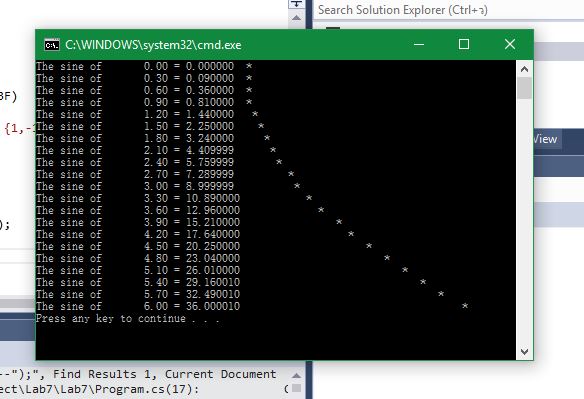 Search Solution Explorer (Ctrl+נ)
C:\WINDOWS\system32\cmd.exe
The sine of 0.00 = 0.000000 *
The sine of 0.30 = 0.090000 *
The sine of 0.60 = 0.360000 *
The sine of 0.90 = 0.810000 *
The sine of 1.20 = 1.440000 *
The sine of 1.50 = 2.250000 *
The sine of 1.80 = 3.240000 *
The sine of 2.10 = 4.409999 *
The sine of 2.40 = 5.759999 *
The sine of 2.70 = 7.289999 *
The sine of 3.00 = 8.999999 *
The sine of 3.30 = 10.890000 *
The sine of 3.60 = 12.960000 *
The sine of 3.90 = 15.210000 *
The sine of 4.20 = 17.640000 *
The sine of 4.50 = 20.250000 *
The sine of 4.80 = 23.040000 *
The sine of 5.10 = 26.010000 *
The sine of 5.40 = 29.160010 *
The sine of 5.70 = 32.490010 *
The sine of 6.00 = 36.000010 *
Press any key to continue . . .
3F)
{1,-
View
);
--");", Find Results 1, Current Document
ect\Lab7\Lab7\Program.cs(17):